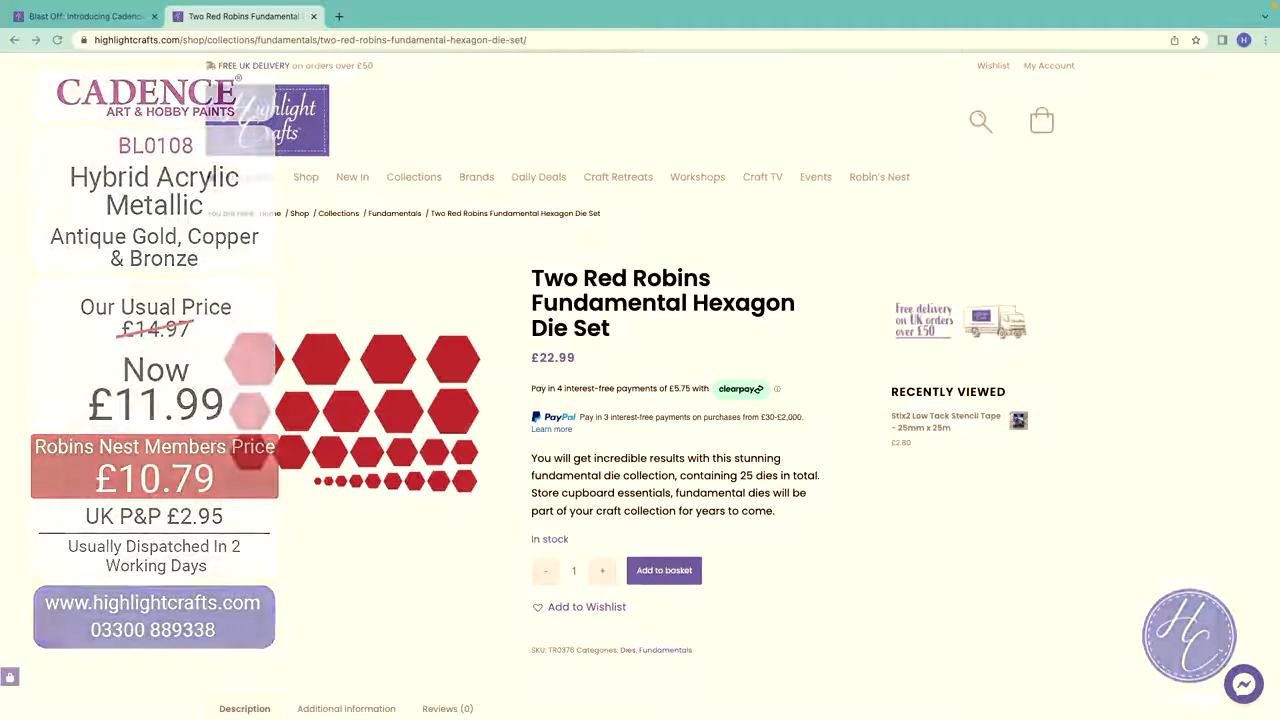 Blast Off: Introducing Cadence
Two Red Robins Fundamental
highlightcrafts.com/shop/collections/fundamentals/two-red-robins-fundamental-hexagon-die-set/
H
FREE UK DELIVERY on orders over £50
Wishlist My Account
CADENCE®
ART & HOBBY PAINTS
Highlight
Crafts
BL0108
Hybrid Acrylic
Metallic
Antique Gold, Copper
& Bronze
Our Usual Price
£14.97
Now
£11.99
Robins Nest Members Price
£10.79
UK P&P £2.95
Usually Dispatched In 2
Working Days
www.highlightcrafts.com
03300 889338
Shop New In Collections Brands Daily Deals Craft Retreats Workshops Craft TV Events Robin's Nest
You are here: Home / Shop / Collections / Fundamentals / Two Red Robins Fundamental Hexagon Die Set
Two Red Robins
Fundamental Hexagon
Die Set
£22.99
Pay in 4 interest-free payments of £5.75 with clearpay
PayPal Pay in 3 interest-free payments on purchases from £30-£2,000.
Learn more
You will get incredible results with this stunning
fundamental die collection, containing 25 dies in total.
Store cupboard essentials, fundamental dies will be
part of your craft collection for years to come.
In stock
- 1 + Add to basket
Add to Wishlist
SKU: TR0376 Categories: Dies, Fundamentals
Description Additional information Reviews (0)
Free delivery
on UK orders
over £50
RECENTLY VIEWED
Stix2 Low Tack Stencil Tape
- 25mm x 25m
£2.80
HC